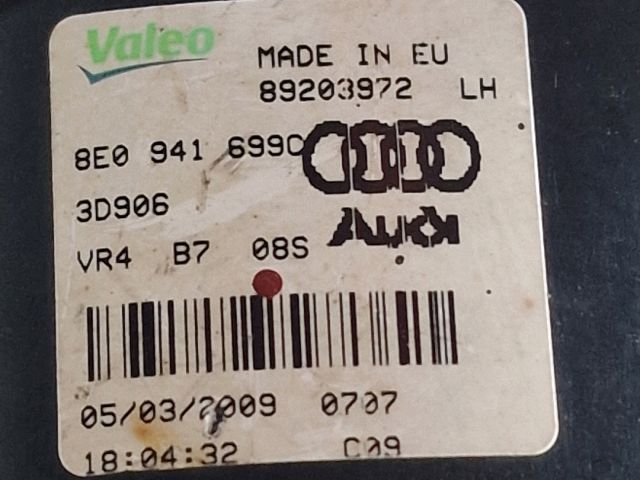 Valeo
MADE IN EU
89203972 LH
8E0 941 699C
3D906
VR4 B7 08S
05/03/2009 0707
18:04:32 C09